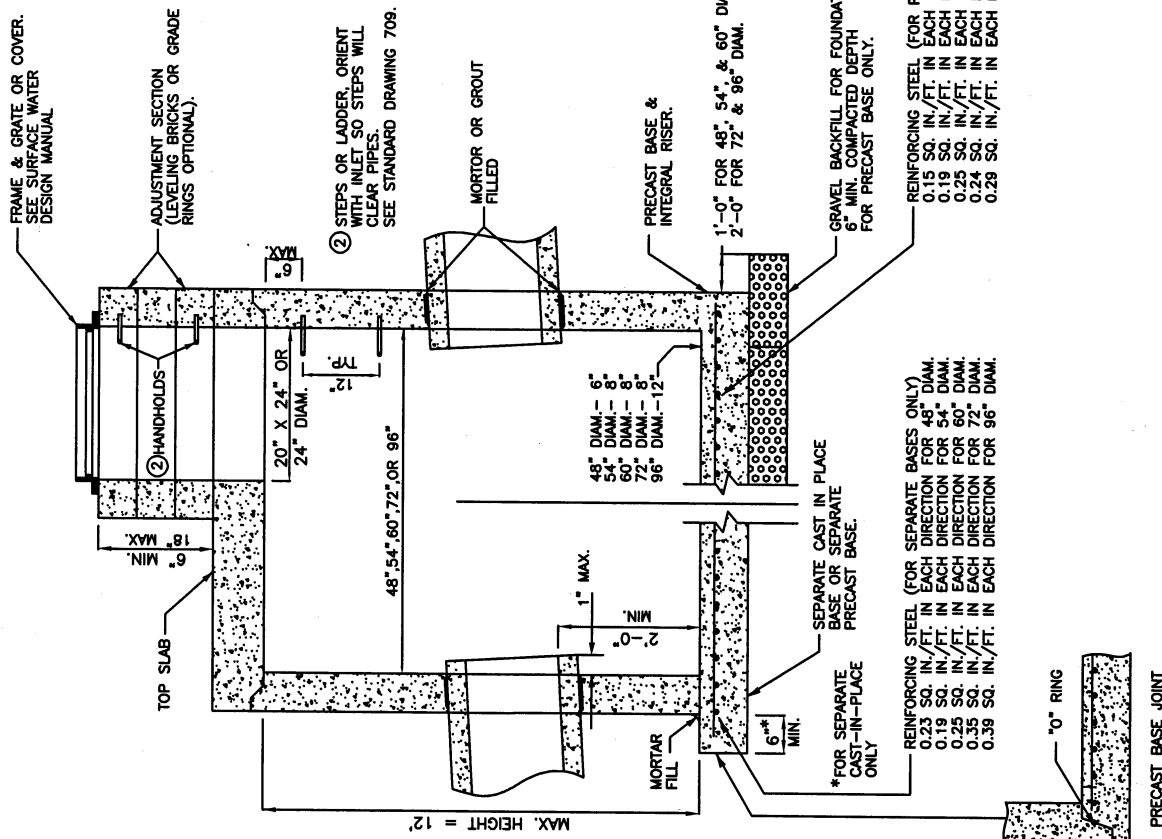 FRAME & GRATE OR COVER.
SEE SURFACE WATER
DESIGN MANUAL
ADJUSTMENT SECTION
(LEVELING BRICKS OR GRADE
RINGS OPTIONAL).
② STEPS OR LADDER, ORIENT
WITH INLET SO STEPS WILL
CLEAR PIPES.
SEE STANDARD DRAWING 709.
MORTOR OR GROUT
FILLED
PRECAST BASE &
INTEGRAL RISER.
1'-0" FOR 48", 54", & 60"
2'-0" FOR 72", & 96" DIAM.
GRAVEL BACKFILL FOR
6" MIN. COMPACTED DEPTH
FOR PRECAST BASE ONLY.
REINFORCING STEEL (FOR
0.15 SQ. IN./FT. IN EACH
0.19 SQ. IN./FT. IN EACH
0.25 SQ. IN./FT. IN EACH
0.24 SQ. IN./FT. IN EACH
0.29 SQ. IN./FT. IN EACH
② HANDHOLDS
6"
MAX.
20" X 24" OR
24" DIAM.
12"
TYP.
48",54",60",72",OR 96"
48" DIAM.– 6"
54" DIAM.– 8"
60" DIAM.– 8"
72" DIAM.– 8"
96" DIAM.–12"
6" MIN.
18" MAX.
TOP SLAB
1" MAX.
2'-0"
MIN.
SEPARATE CAST IN PLACE
BASE OR SEPARATE
PRECAST BASE.
REINFORCING STEEL (FOR SEPARATE BASES ONLY)
0.23 SQ. IN./FT. IN EACH DIRECTION FOR 48" DIAM.
0.19 SQ. IN./FT. IN EACH DIRECTION FOR 54" DIAM.
0.25 SQ. IN./FT. IN EACH DIRECTION FOR 60" DIAM.
0.35 SQ. IN./FT. IN EACH DIRECTION FOR 72" DIAM.
0.39 SQ. IN./FT. IN EACH DIRECTION FOR 96" DIAM.
MAX. HEIGHT = 12'
MORTAR
FILL
6"*
MIN.
*FOR SEPARATE
CAST-IN-PLACE
ONLY
"O" RING
PRECAST BASE JOINT